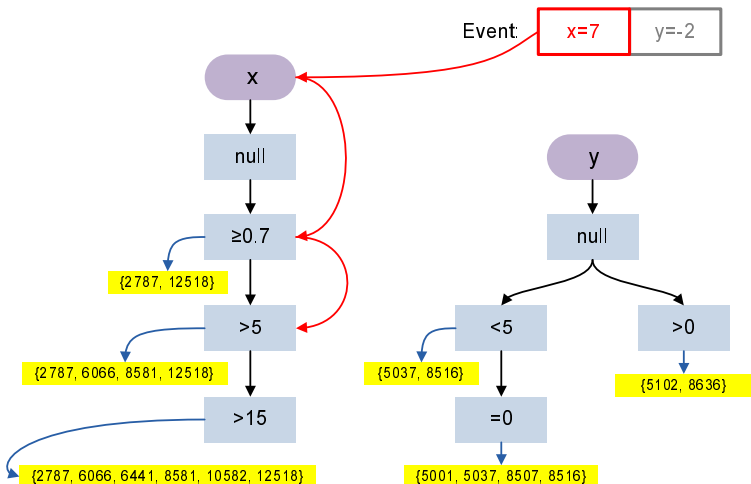 Event: x=7 y=-2
x
null
y
≥0.7
null
{2787, 12518}
>5
<5
>0
{2787, 6066, 8581, 12518}
{5037, 8516}
{5102, 8636}
>15
=0
{2787, 6066, 6441, 8581, 10582, 12518}
{5001, 5037, 8507, 8516}